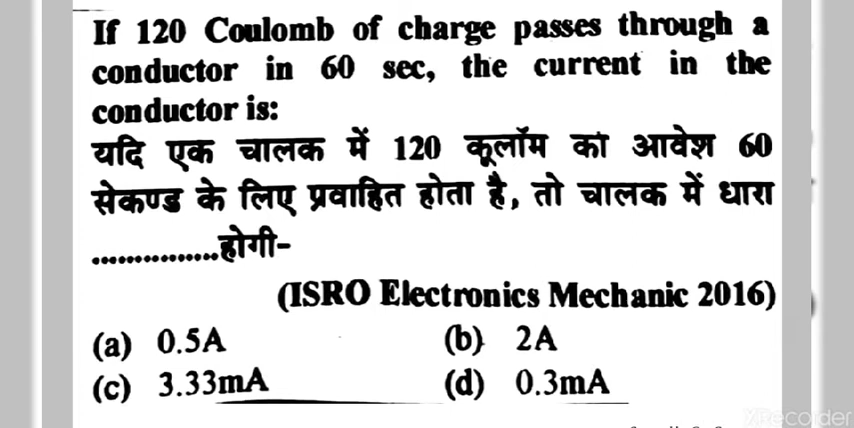 If 120 Coulomb of charge passes through a
conductor in 60 sec, the current in the
conductor is:
यदि एक चालक में 120 कूलॉम का आवेश 60
सेकण्ड के लिए प्रवाहित होता है, तो चालक में धारा
................होगी-
(ISRO Electronics Mechanic 2016)
(a) 0.5A (b) 2A
(c) 3.33mA (d) 0.3mA
XRecorder